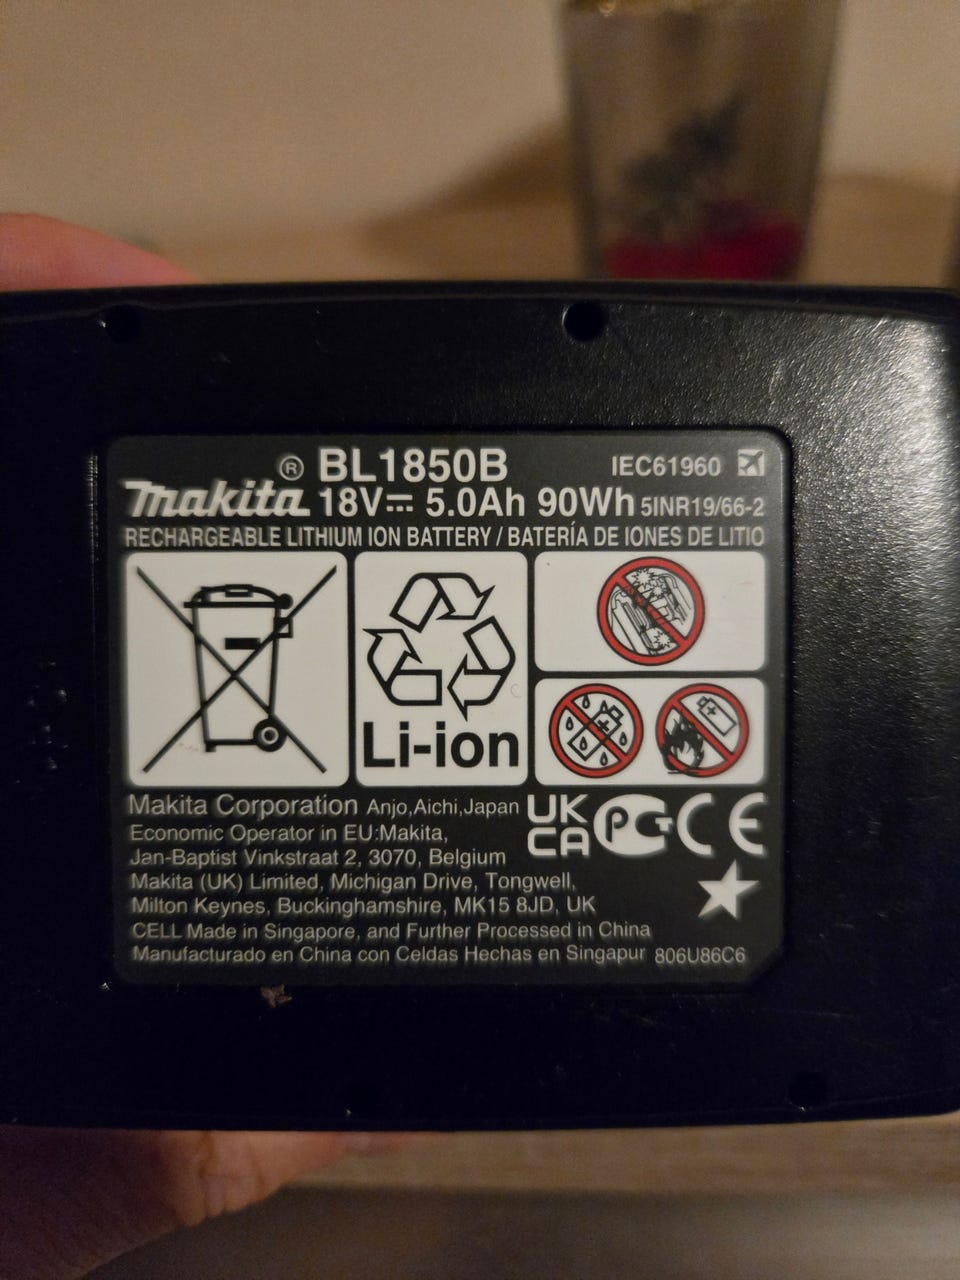 ® BL1850B IEC61960
makita 18V⎓ 5.0Ah 90Wh 5INR19/66-2
RECHARGEABLE LITHIUM ION BATTERY / BATERÍA DE IONES DE LITIO
Li-ion
Makita Corporation Anjo,Aichi,Japan
Economic Operator in EU:Makita,
Jan-Baptist Vinkstraat 2, 3070, Belgium
Makita (UK) Limited, Michigan Drive, Tongwell,
Milton Keynes, Buckinghamshire, MK15 8JD, UK
CELL Made in Singapore, and Further Processed in China
Manufacturado en China con Celdas Hechas en Singapur 806U86C6
UK
CA PCT CE